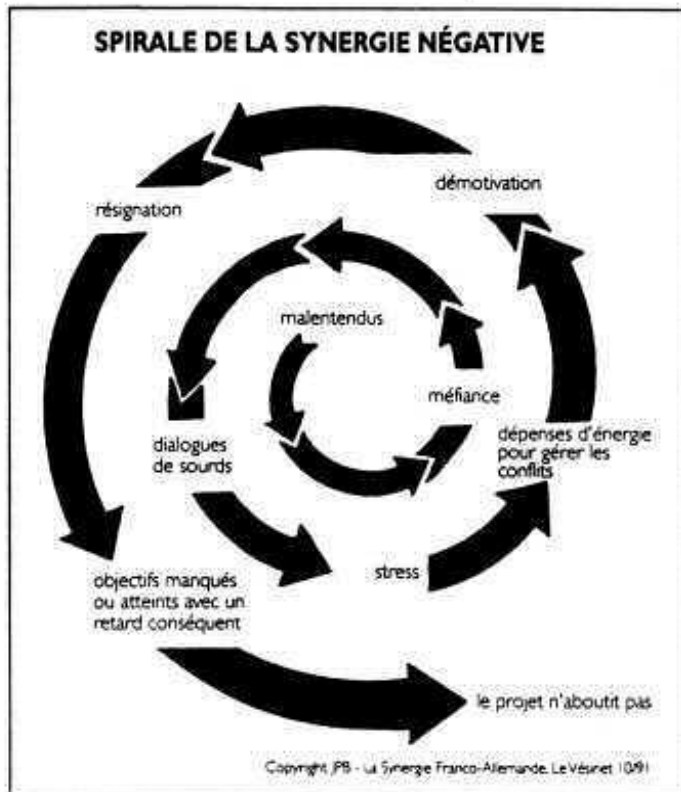 SPIRALE DE LA SYNERGIE NÉGATIVE
démotivation
résignation
malentendus
méfiance
dialogues
de sourds
dépenses d'énergie
pour gérer les
conflits
stress
objectifs manqués
ou atteints avec un
retard conséquent
le projet n'aboutit pas
Copyright JPB - La Synergie Franco-Allemande. Le Vésinet 10/91